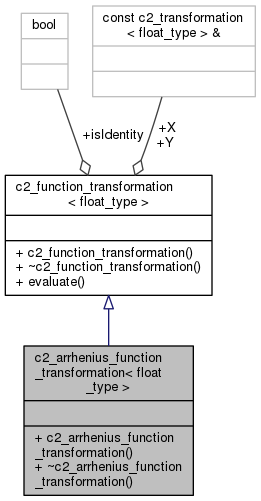 bool
const c2_transformation
< float_type > &
+isIdentity
+X
+Y
c2_function_transformation
< float_type >
+ c2_function_transformation()
+ ~c2_function_transformation()
+ evaluate()
c2_arrhenius_function
_transformation< float
_type >
+ c2_arrhenius_function
_transformation()
+ ~c2_arrhenius_function
_transformation()